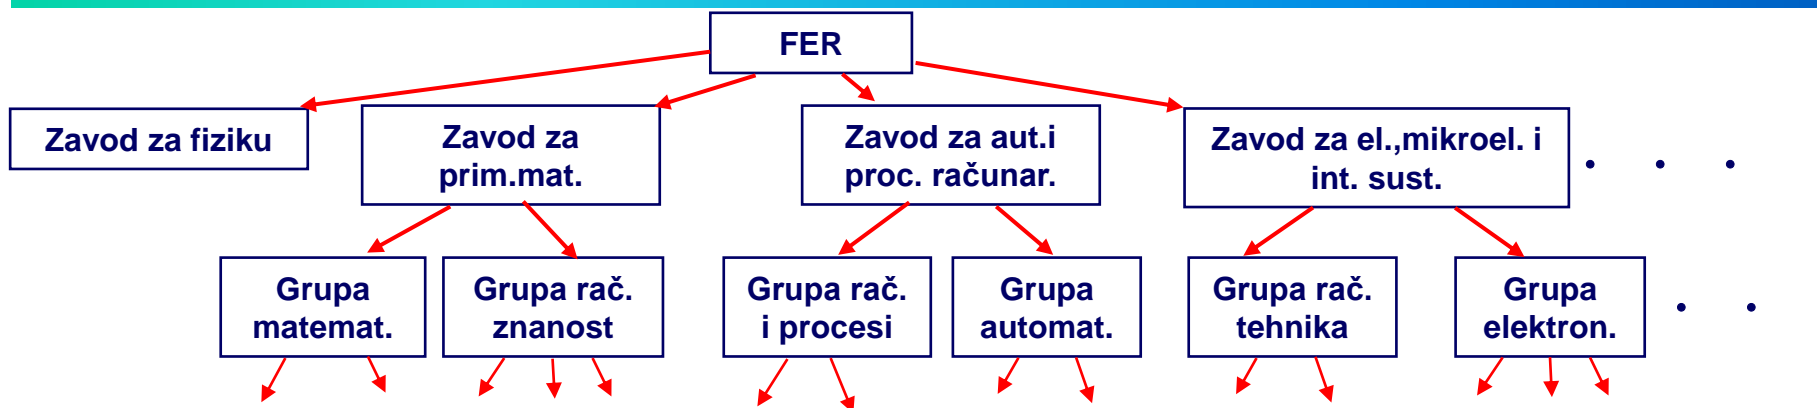 FER
Zavod za fiziku
Zavod za
prim.mat.
Zavod za aut.i
proc. računar.
Zavod za el.,mikroel. i
int. sust.
. . .
Grupa
matemat.
Grupa rač.
znanost
Grupa rač.
i procesi
Grupa
automat.
Grupa rač.
tehnika
Grupa
elektron.
. .